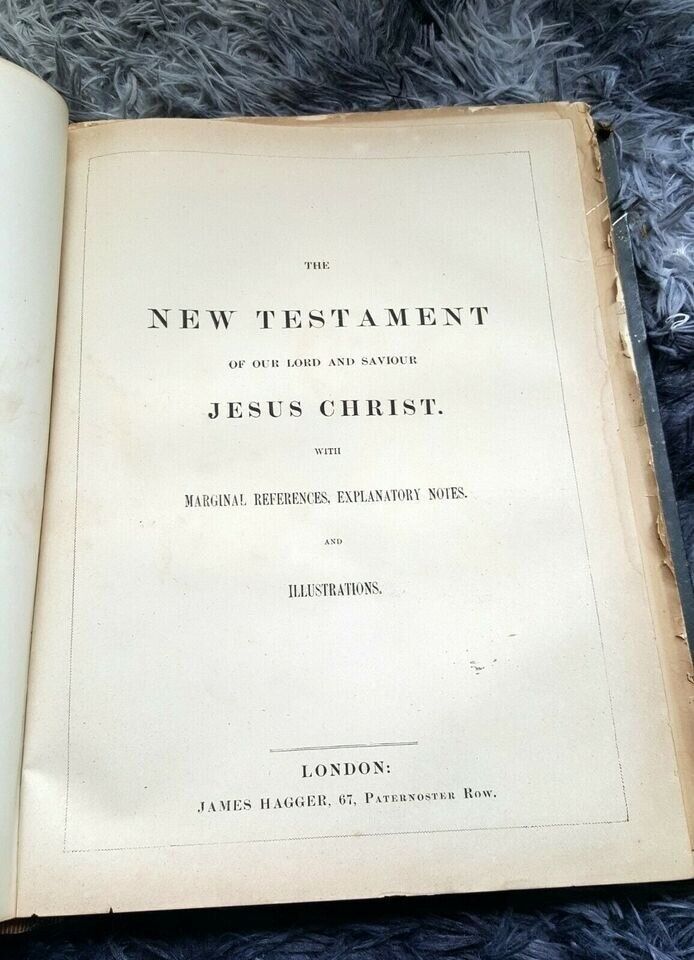 THE
NEW TESTAMENT
OF OUR LORD AND SAVIOUR
JESUS CHRIST.
WITH
MARGINAL REFERENCES, EXPLANATORY NOTES.
AND
ILLUSTRATIONS.
LONDON:
JAMES HAGGER, 67, PATERNOSTER ROW.